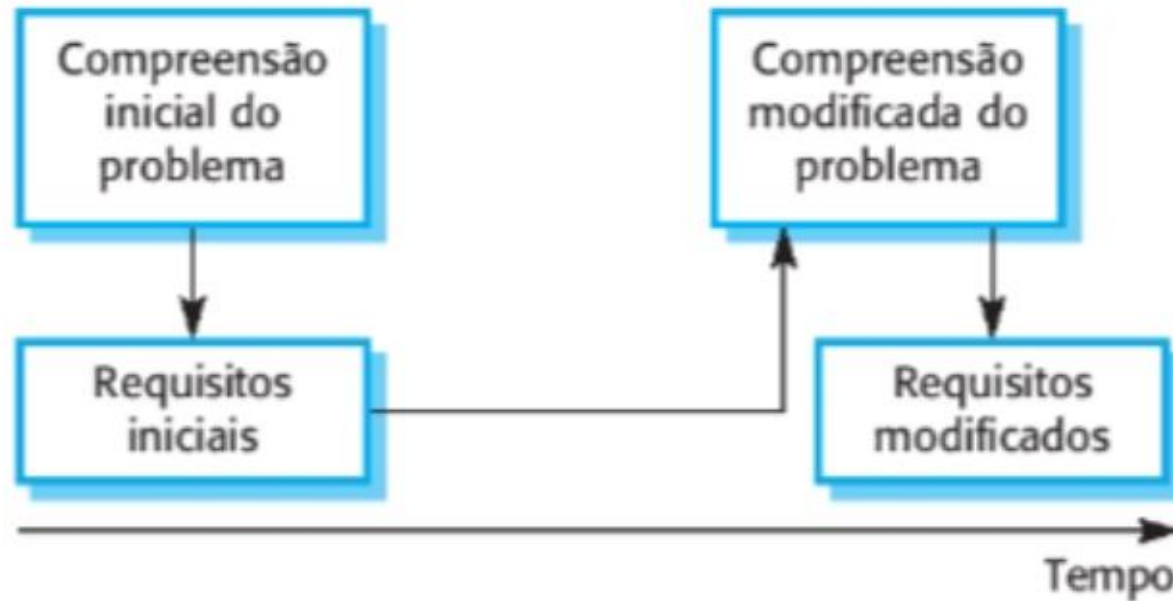 Compreensão
inicial do
problema
Requisitos
iniciais
Compreensão
modificada do
problema
Requisitos
modificados
Tempo